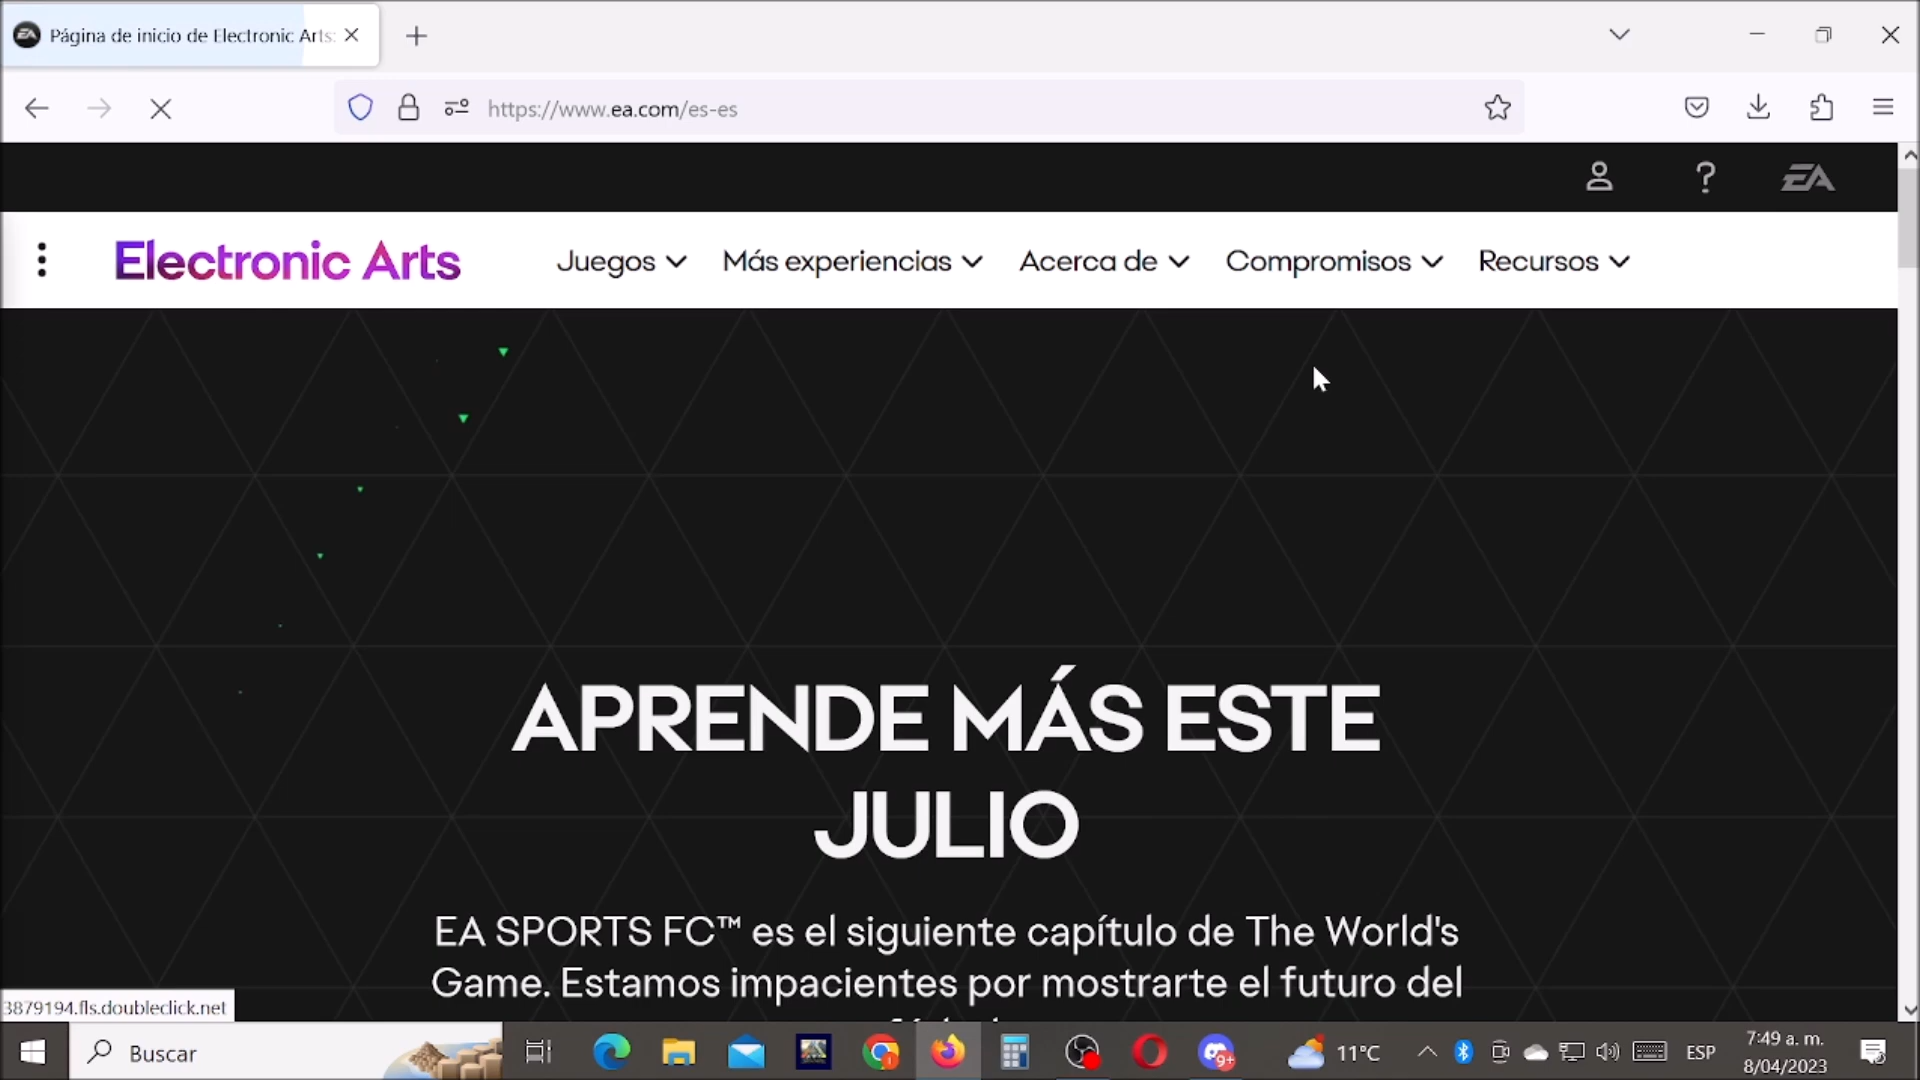 Página de inicio de Electronic Arts:
https://www.ea.com/es-es
EA
Electronic Arts
Juegos
Más experiencias
Acerca de
Compromisos
Recursos
APRENDE MÁS ESTE
JULIO
EA SPORTS FC™ es el siguiente capítulo de The World's
Game. Estamos impacientes por mostrarte el futuro del
3879194.fls.doubleclick.net
Buscar
9+
11°C
ESP
7:49 a. m.
8/04/2023